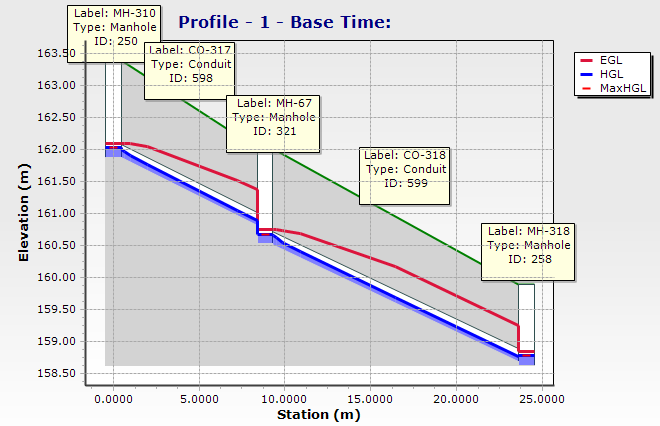 Profile - 1 - Base Time:
Label: MH-310
Type: Manhole
ID: 250
Label: CO-317
Type: Conduit
ID: 598
Label: MH-67
Type: Manhole
ID: 321
Label: CO-318
Type: Conduit
ID: 599
Label: MH-318
Type: Manhole
ID: 258
EGL
HGL
MaxHGL
Elevation (m)
163.50
163.00
162.50
162.00
161.50
161.00
160.50
160.00
159.50
159.00
158.50
0.0000
5.0000
10.0000
15.0000
20.0000
25.0000
Station (m)